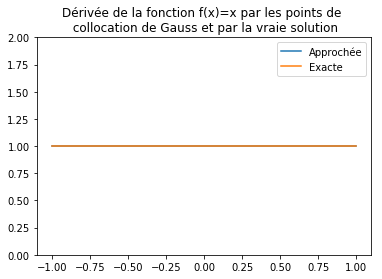 Dérivée de la fonction f(x)=x par les points de
collocation de Gauss et par la vraie solution
2.00
1.75
1.50
1.25
1.00
0.75
0.50
0.25
0.00
Approchée
Exacte
−1.00 −0.75 −0.50 −0.25 0.00 0.25 0.50 0.75 1.00